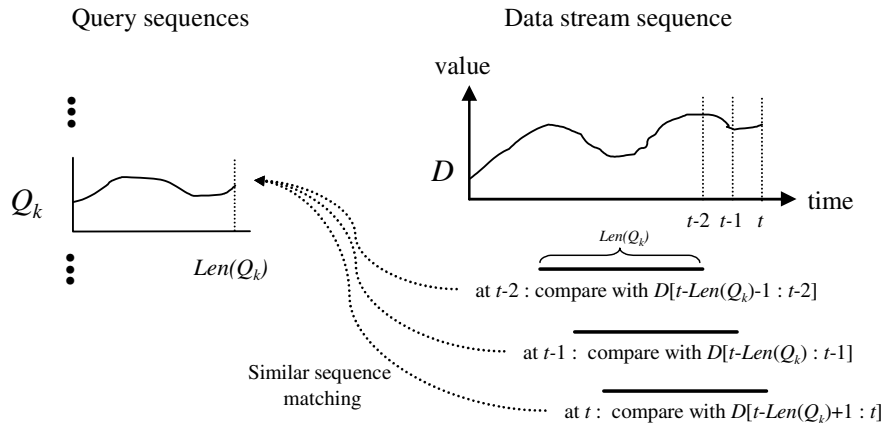 Query sequences
Data stream sequence
value
D
time
t-2 t-1 t
Q_k
Len(Q_k)
Len(Q_k)
at t-2 : compare with D[t-Len(Q_k)-1 : t-2]
at t-1 : compare with D[t-Len(Q_k) : t-1]
Similar sequence
matching
at t : compare with D[t-Len(Q_k)+1 : t]